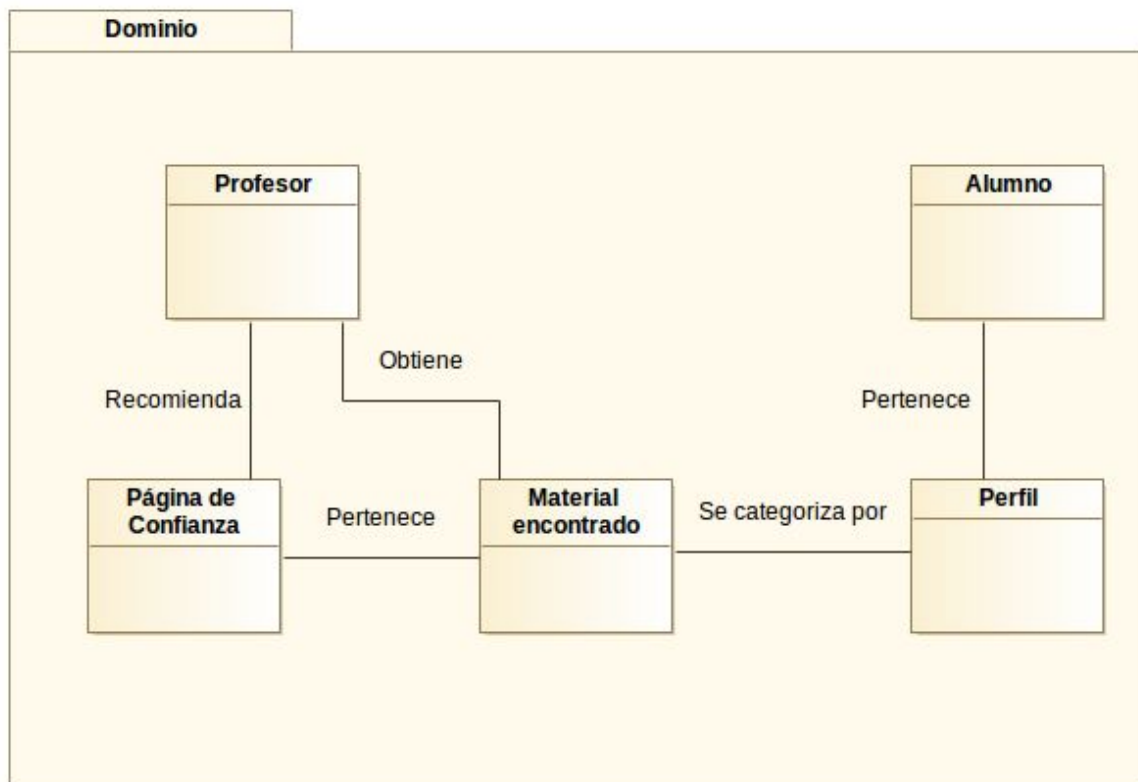 Dominio
Profesor
Alumno
Obtiene
Recomienda
Pertenece
Página de
Confianza
Pertenece
Material
encontrado
Se categoriza por
Perfil